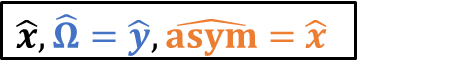 x̂, Ω̂ = ŷ, asym̂ = x̂